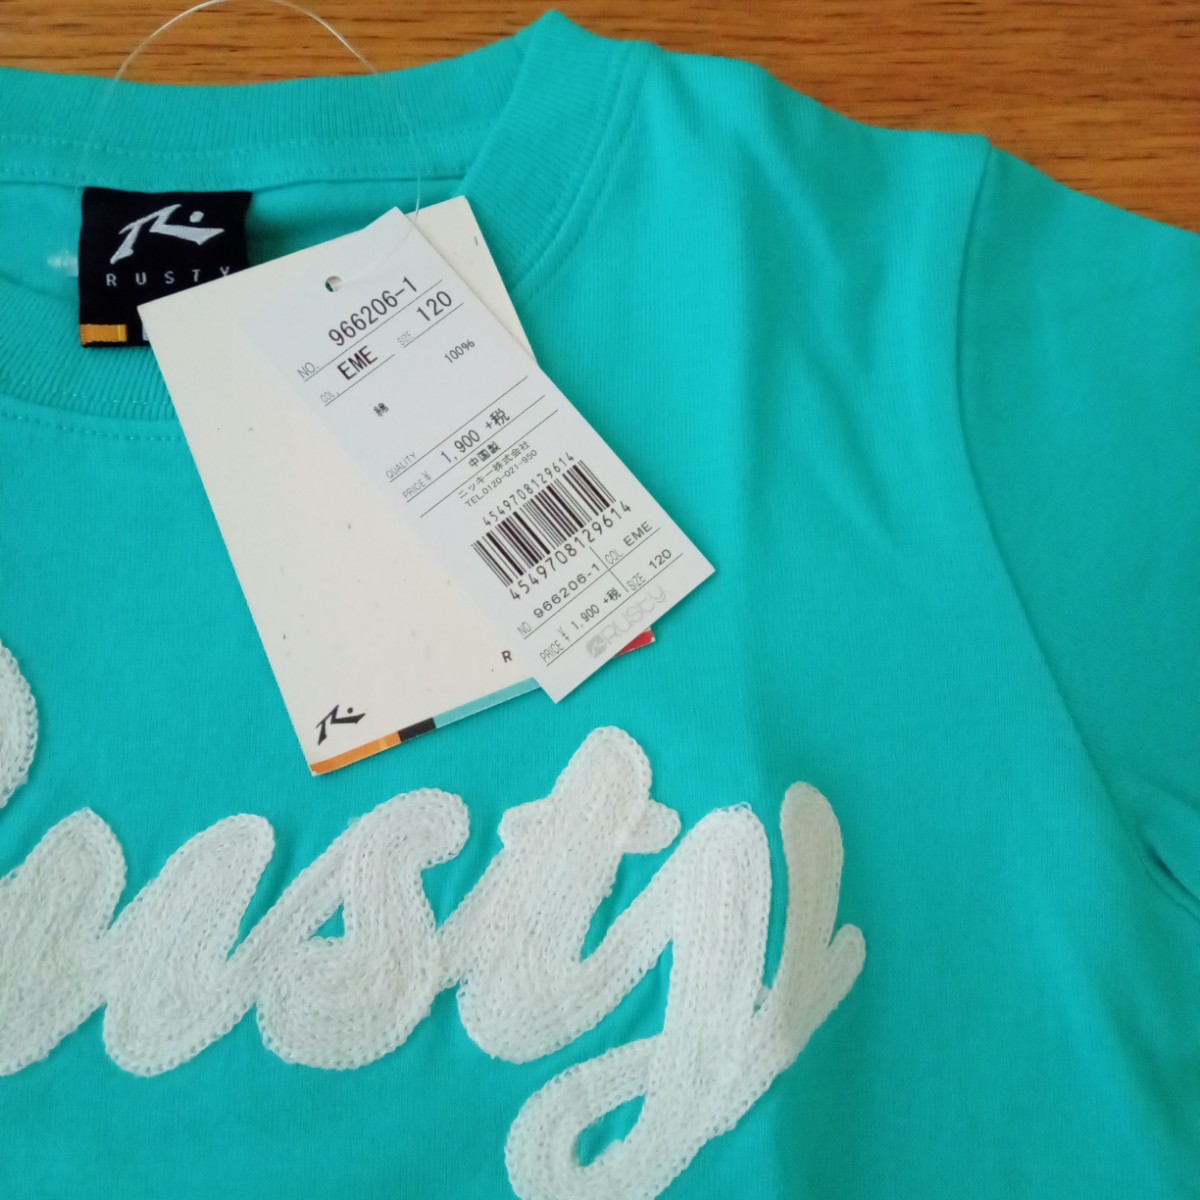 RUSTY
NO. 966206-1
COL. EME SIZE 120
綿 100%
QUALITY
PRICE ¥ 1,900 +税
中国製
ニッキー株式会社
TEL.0120-021-950
4549708129614
4549708129614
NO 966206-1 COL EME
PRICE ¥ 1,900 +税 SIZE 120
RUSTY
R
Rusty